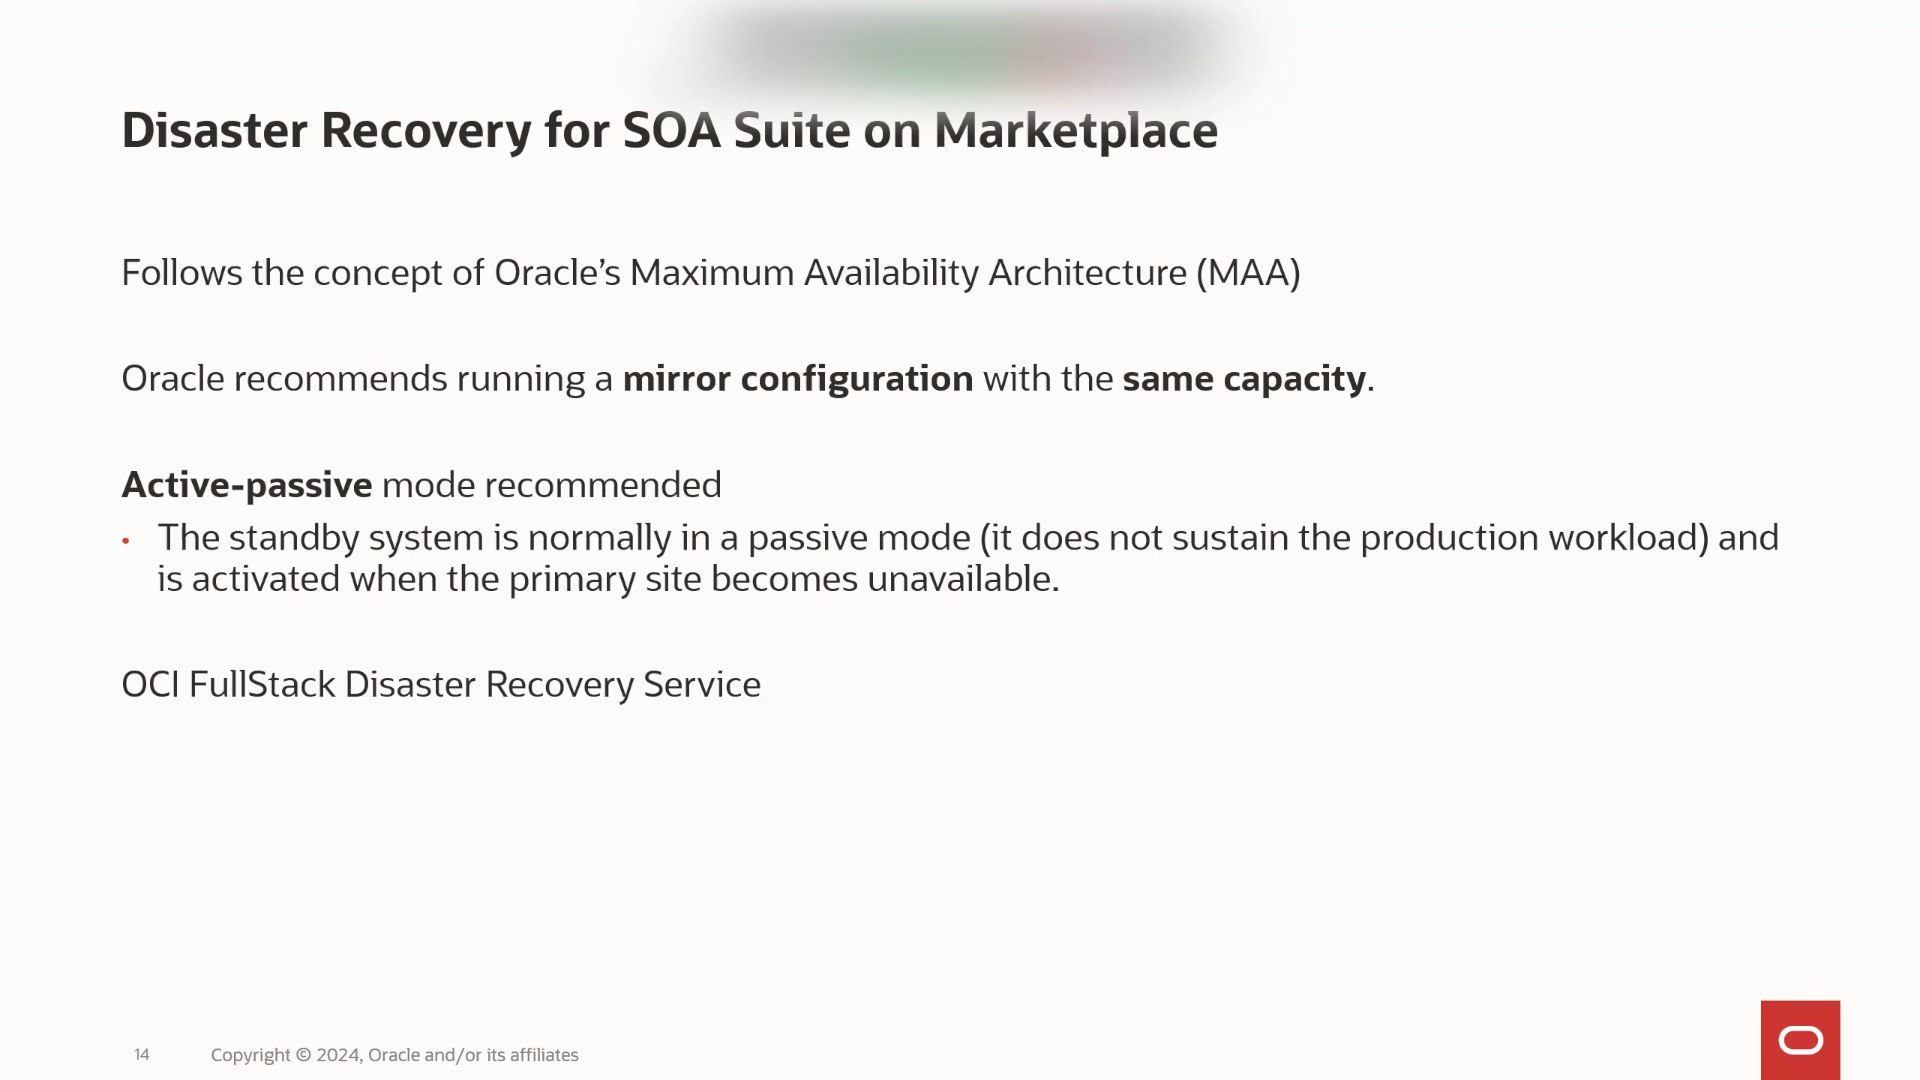 Disaster Recovery for SOA Suite on Marketplace
Follows the concept of Oracle’s Maximum Availability Architecture (MAA)
Oracle recommends running a mirror configuration with the same capacity.
Active-passive mode recommended
• The standby system is normally in a passive mode (it does not sustain the production workload) and
is activated when the primary site becomes unavailable.
OCI FullStack Disaster Recovery Service
14 Copyright © 2024, Oracle and/or its affiliates